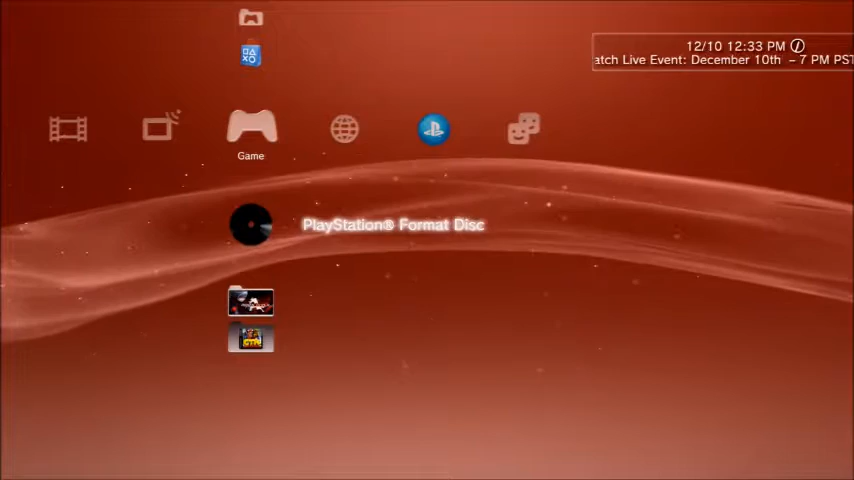 12/10 12:33 PM
atch Live Event: December 10th - 7 PM PST
Game
PlayStation® Format Disc